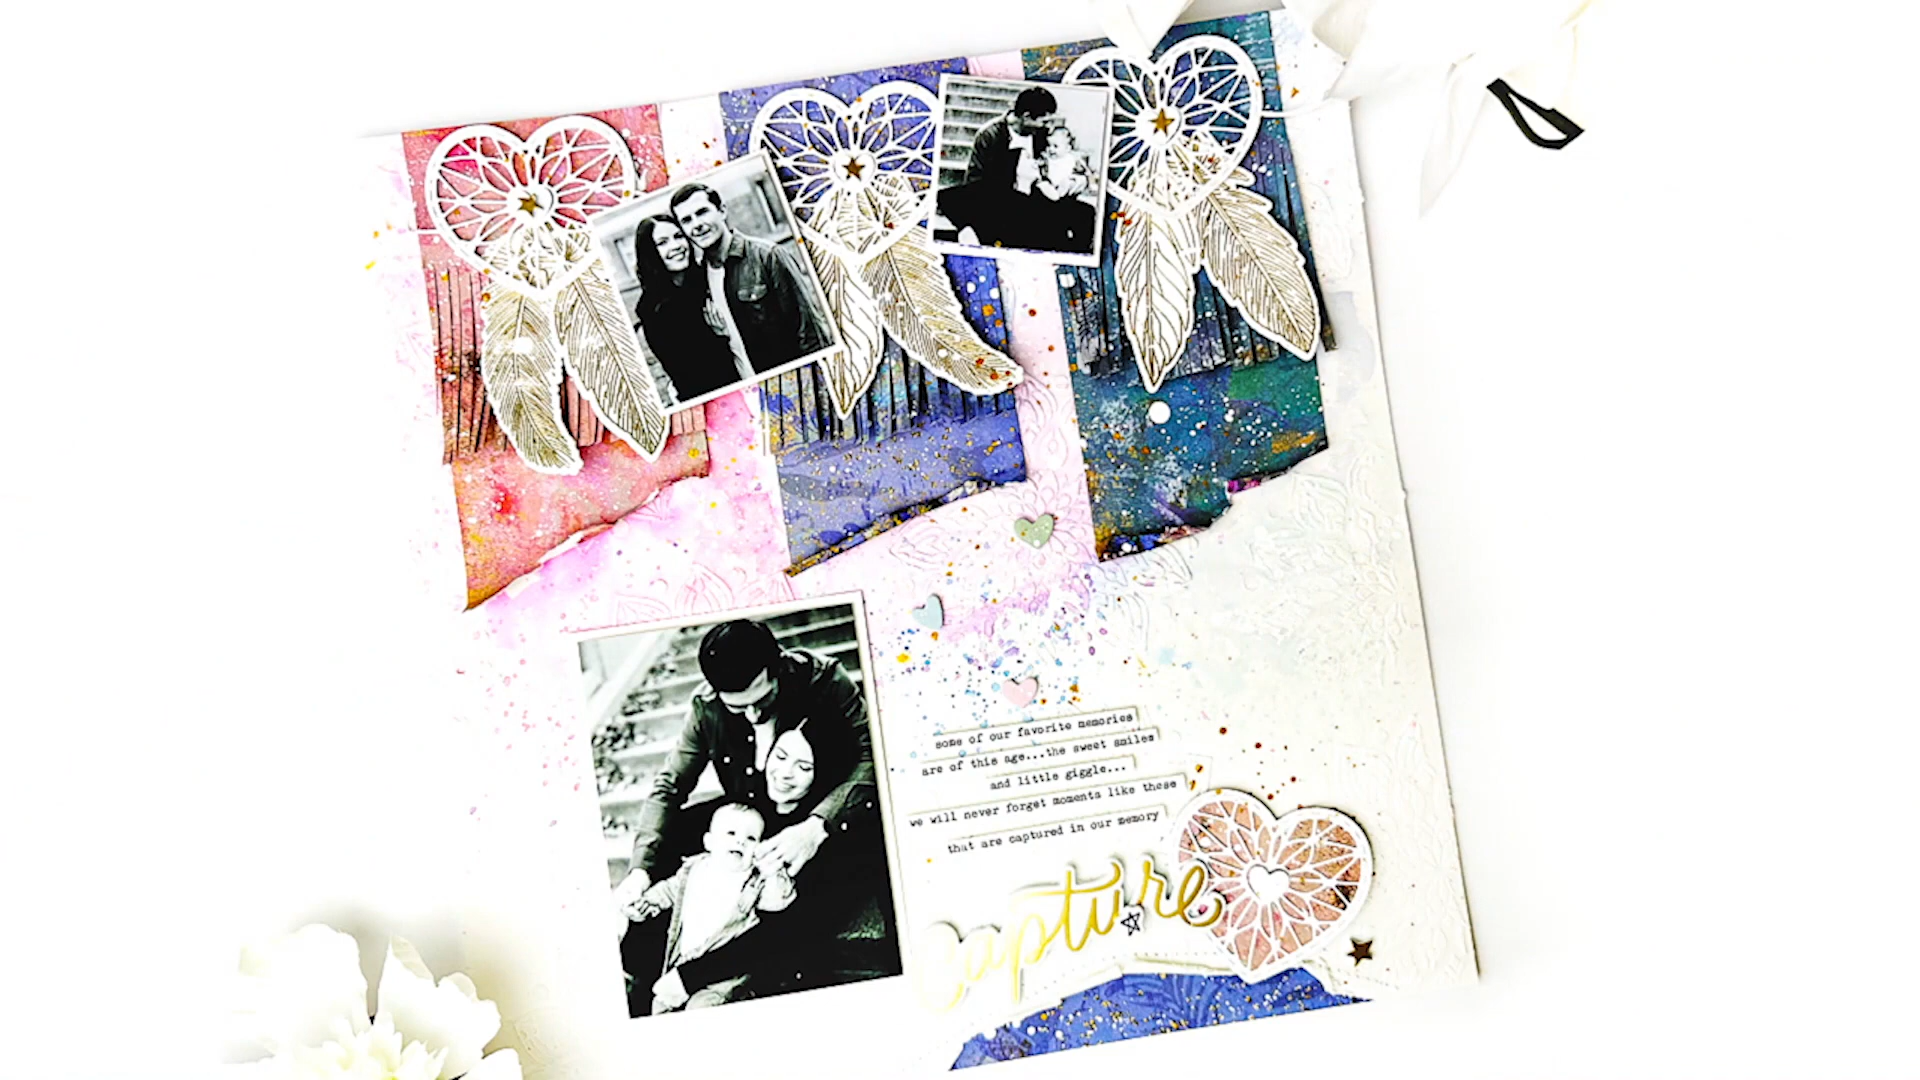 some of our favorite memories
are of this age...the sweet smiles
and little giggle...
we will never forget moments like these
that are captured in our memory
capture